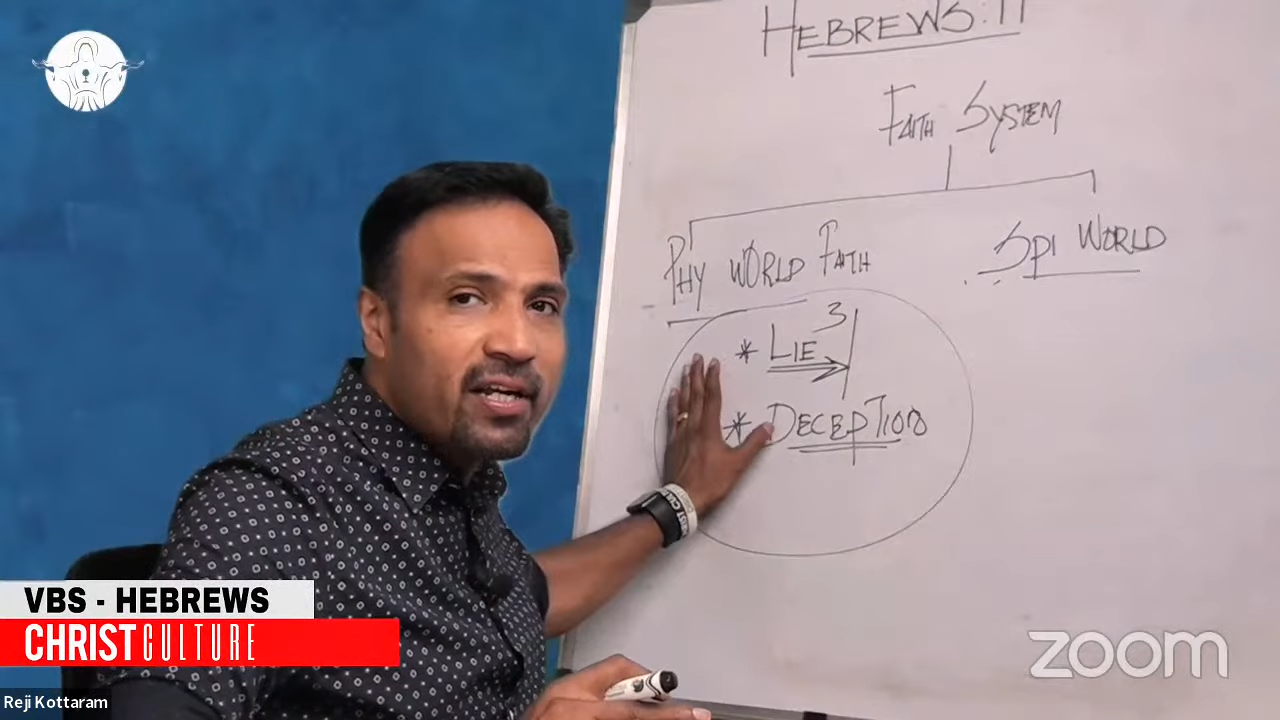 HEBREWS: 11
FAITH SYSTEM
PHY WORLD FAITH
SPI WORLD
3
* LIE
* DECEPTION
VBS - HEBREWS
CHRIST CULTURE
Reji Kottaram
zoom